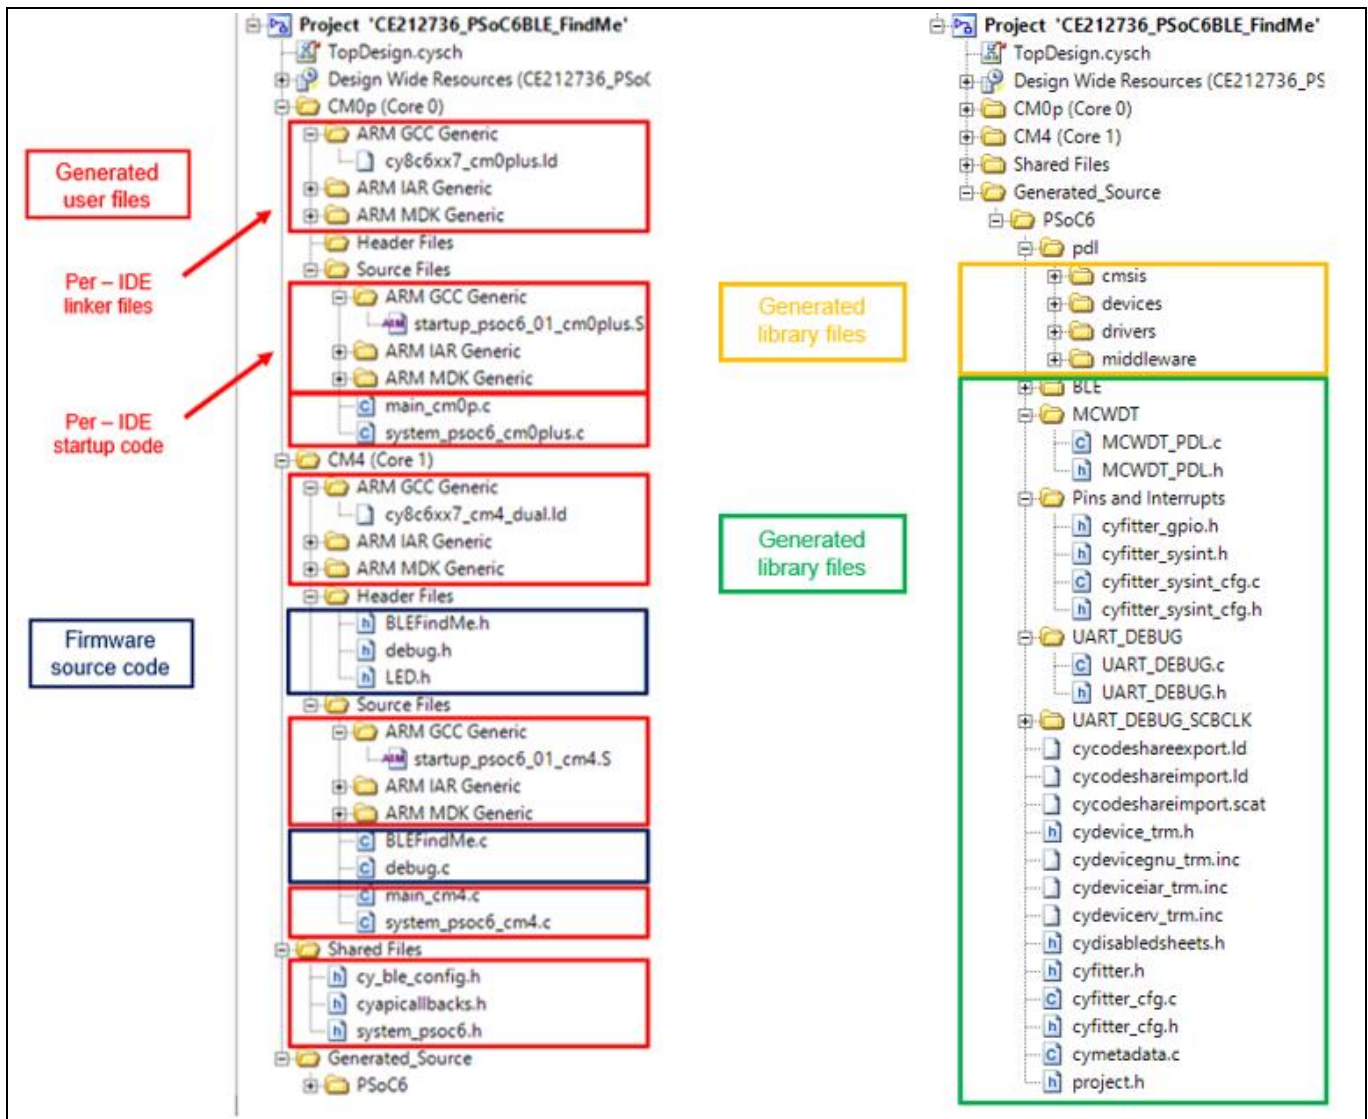 Project 'CE212736_PSoC6BLE_FindMe'
TopDesign.cysch
Design Wide Resources (CE212736_PSoC
CM0p (Core 0)
ARM GCC Generic
cy8c6xx7_cm0plus.ld
ARM IAR Generic
ARM MDK Generic
Header Files
Source Files
ARM GCC Generic
startup_psoc6_01_cm0plus.S
ARM IAR Generic
ARM MDK Generic
main_cm0p.c
system_psoc6_cm0plus.c
CM4 (Core 1)
ARM GCC Generic
cy8c6xx7_cm4_dual.ld
ARM IAR Generic
ARM MDK Generic
Header Files
BLEFindMe.h
debug.h
LED.h
Source Files
ARM GCC Generic
startup_psoc6_01_cm4.S
ARM IAR Generic
ARM MDK Generic
BLEFindMe.c
debug.c
main_cm4.c
system_psoc6_cm4.c
Shared Files
cy_ble_config.h
cyapicallbacks.h
system_psoc6.h
Generated_Source
PSoC6
Generated
user files
Per – IDE
linker files
Per – IDE
startup code
Firmware
source code
Generated
library files
Generated
library files
Project 'CE212736_PSoC6BLE_FindMe'
TopDesign.cysch
Design Wide Resources (CE212736_PS
CM0p (Core 0)
CM4 (Core 1)
Shared Files
Generated_Source
PSoC6
pdl
cmsis
devices
drivers
middleware
BLE
MCWDT
MCWDT_PDL.c
MCWDT_PDL.h
Pins and Interrupts
cyfitter_gpio.h
cyfitter_sysint.h
cyfitter_sysint_cfg.c
cyfitter_sysint_cfg.h
UART_DEBUG
UART_DEBUG.c
UART_DEBUG.h
UART_DEBUG_SCBCLK
cycodeshareexport.ld
cycodeshareimport.ld
cycodeshareimport.scat
cydevice_trm.h
cydevicegnu_trm.inc
cydeviceiar_trm.inc
cydevicerv_trm.inc
cydisabledsheets.h
cyfitter.h
cyfitter_cfg.c
cyfitter_cfg.h
cymetadata.c
project.h